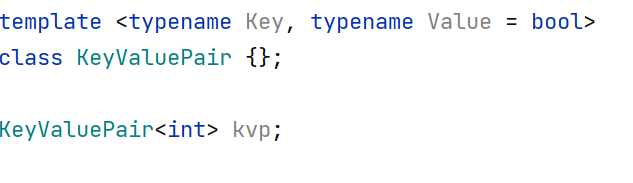 template <typename Key, typename Value = bool>
class KeyValuePair {};
KeyValuePair<int> kvp;